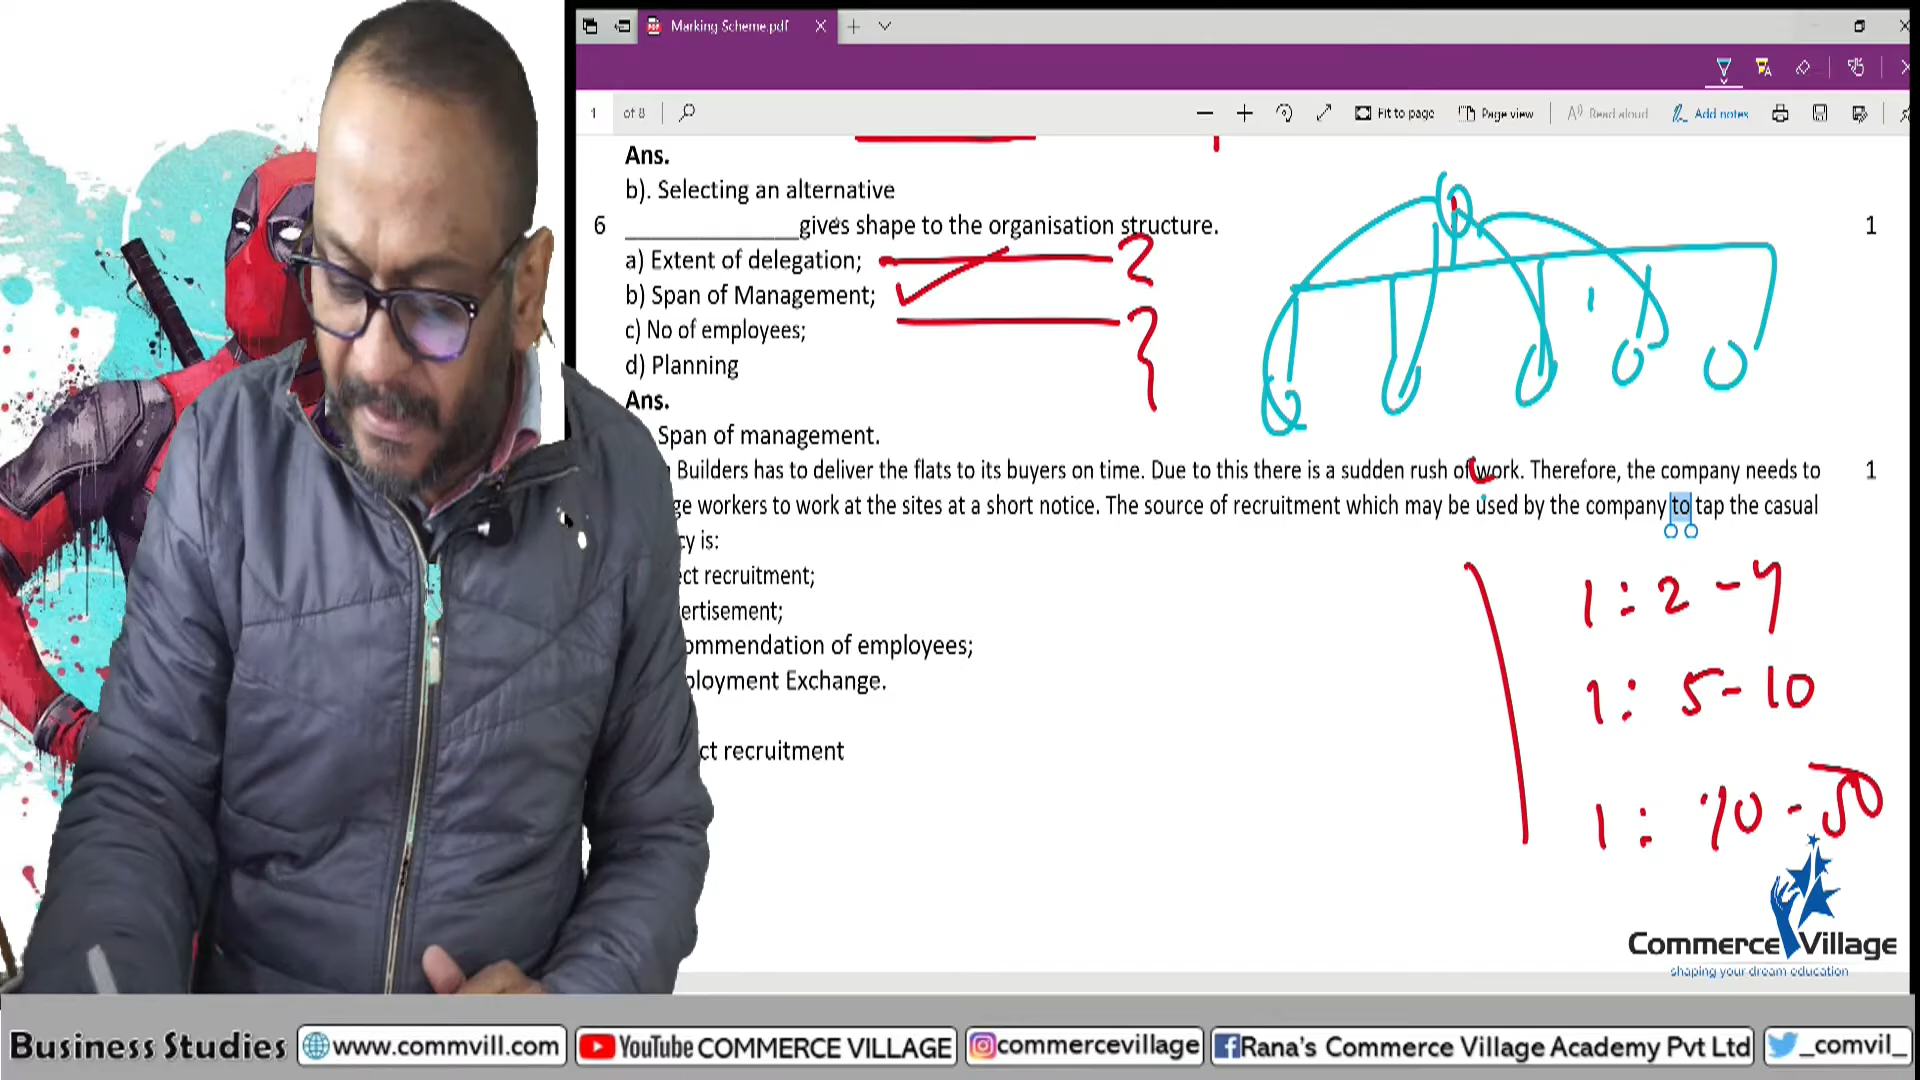 Marking Scheme.pdf
1 of 8
Fit to page
Page view
Read aloud
Add notes
Ans.
b). Selecting an alternative
6 ______________gives shape to the organisation structure. 1
a) Extent of delegation;
b) Span of Management;
c) No of employees;
d) Planning
Ans.
Span of management.
Builders has to deliver the flats to its buyers on time. Due to this there is a sudden rush of work. Therefore, the company needs to 1
ge workers to work at the sites at a short notice. The source of recruitment which may be used by the company to tap the casual
cy is:
ect recruitment;
ertisement;
ommendation of employees;
ployment Exchange.
ct recruitment
1 : 2 - 4
1 : 5 - 10
1 : 10 - 50
Commerce Village
shaping your dream education
Business Studies
www.commvill.com
YouTube COMMERCE VILLAGE
commercevillage
Rana's Commerce Village Academy Pvt Ltd
_comvil_